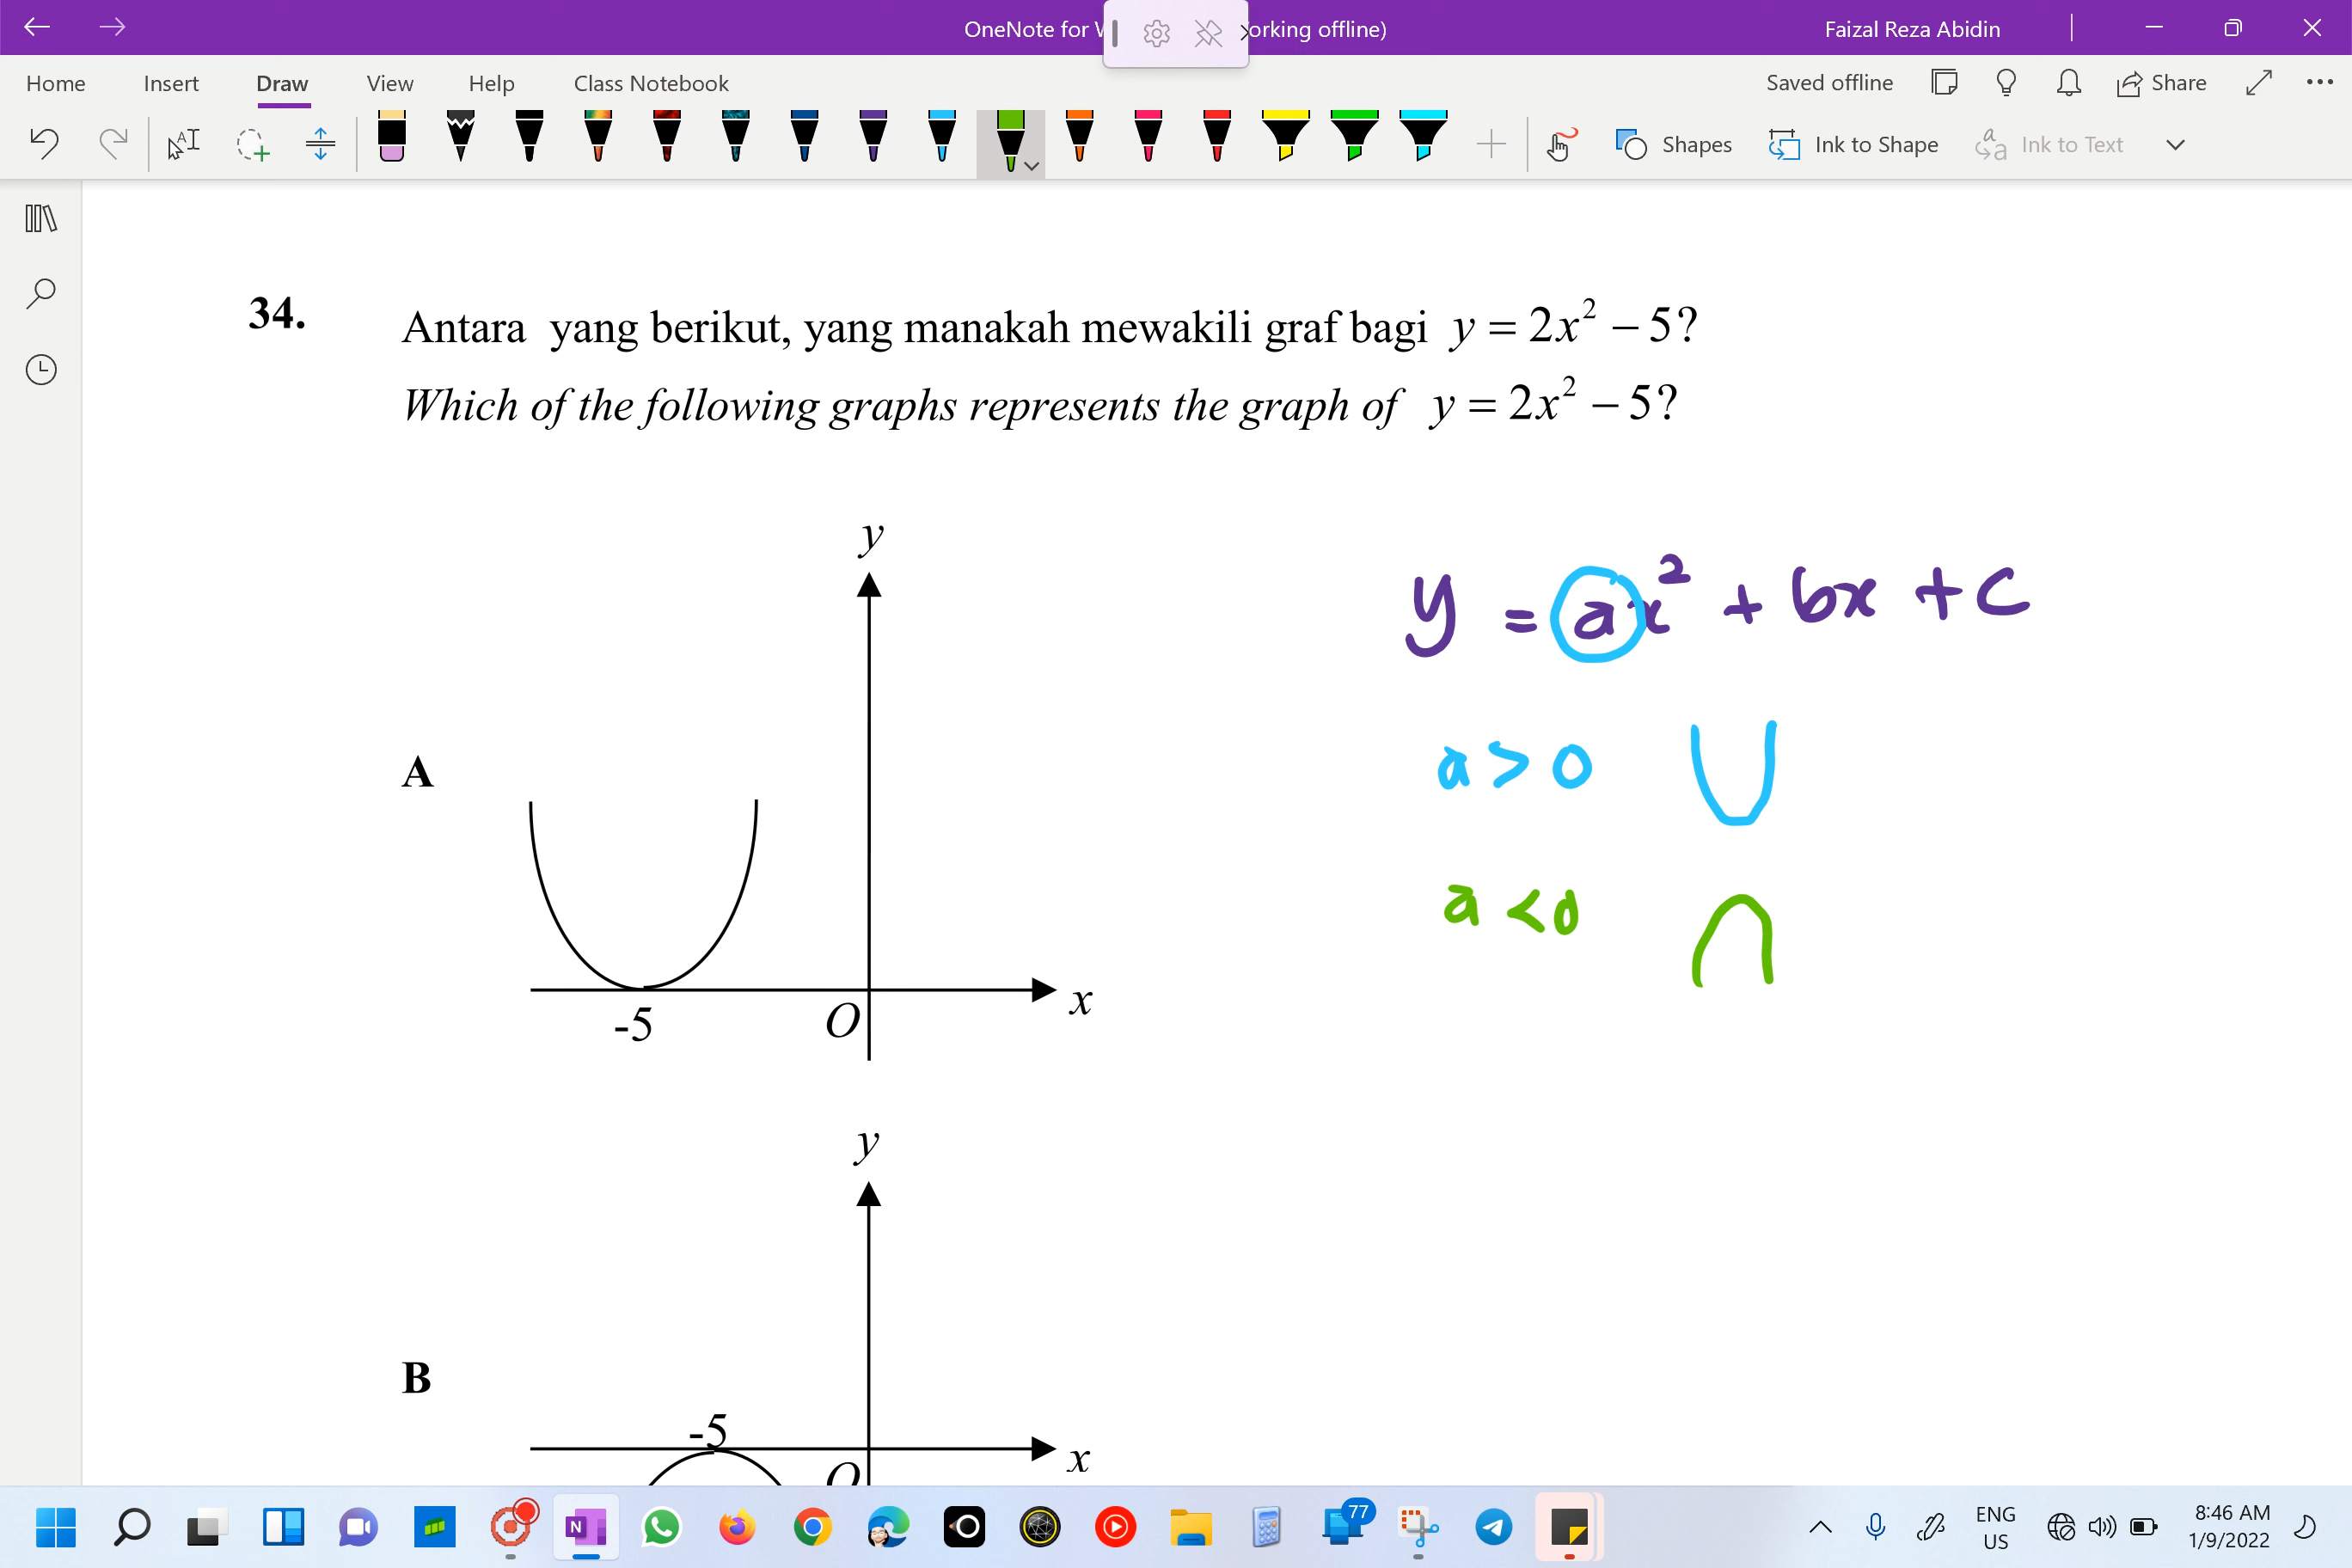 OneNote for W
orking offline)
Faizal Reza Abidin
Home Insert Draw View Help Class Notebook
Saved offline
Share
Shapes Ink to Shape Ink to Text
34. Antara yang berikut, yang manakah mewakili graf bagi y = 2x² − 5?
Which of the following graphs represents the graph of y = 2x² − 5?
y
y = ax² + bx + c
a > 0
A
a < 0
-5 O x
y
B
-5
O x
77
ENG
US
8:46 AM
1/9/2022